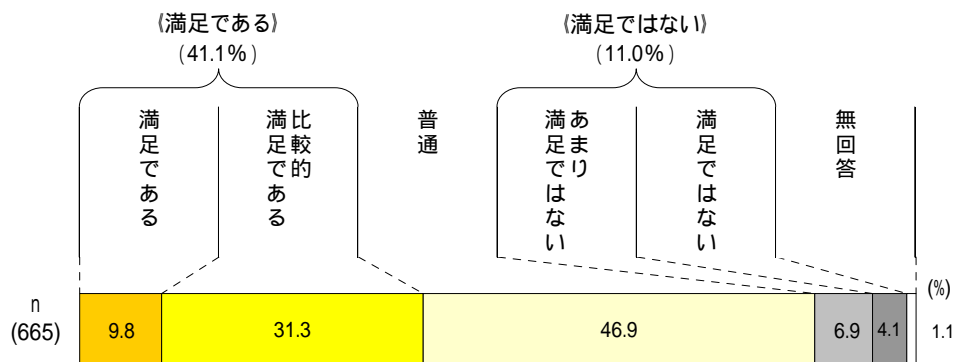 《満足である》
(41.1%)
《満足ではない》
(11.0%)
満足である
比較的
満足である
普通
あまり
満足ではない
満足ではない
無回答
n
(665)
9.8
31.3
46.9
6.9
4.1
1.1
(%)